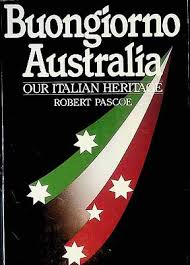 Buongiorno
Australia
OUR ITALIAN HERITAGE
ROBERT PASCOE